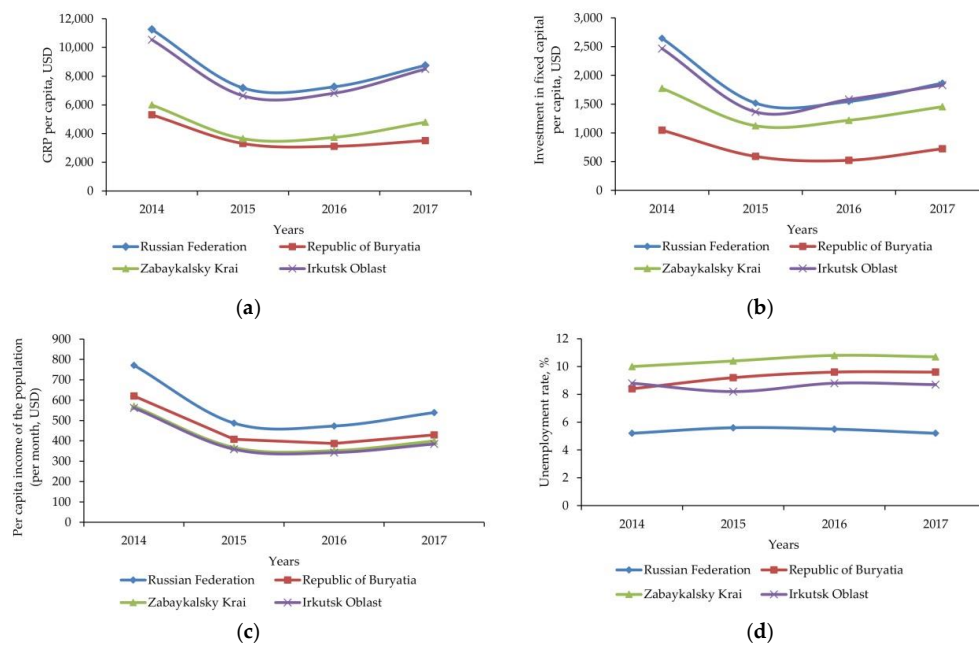 (a)
GRP per capita, USD
12,000
10,000
8,000
6,000
4,000
2,000
0
2014 2015 2016 2017
Years
Russian Federation Republic of Buryatia
Zabaykalsky Krai Irkutsk Oblast
(b)
Investment in fixed capital
per capita, USD
3,000
2,500
2,000
1,500
1,000
500
0
2014 2015 2016 2017
Years
Russian Federation Republic of Buryatia
Zabaykalsky Krai Irkutsk Oblast
(c)
Per capita income of the population
(per month, USD)
900
800
700
600
500
400
300
200
100
0
2014 2015 2016 2017
Years
Russian Federation Republic of Buryatia
Zabaykalsky Krai Irkutsk Oblast
(d)
Unemployment rate, %
12
10
8
6
4
2
0
2014 2015 2016 2017
Years
Russian Federation Republic of Buryatia
Zabaykalsky Krai Irkutsk Oblast